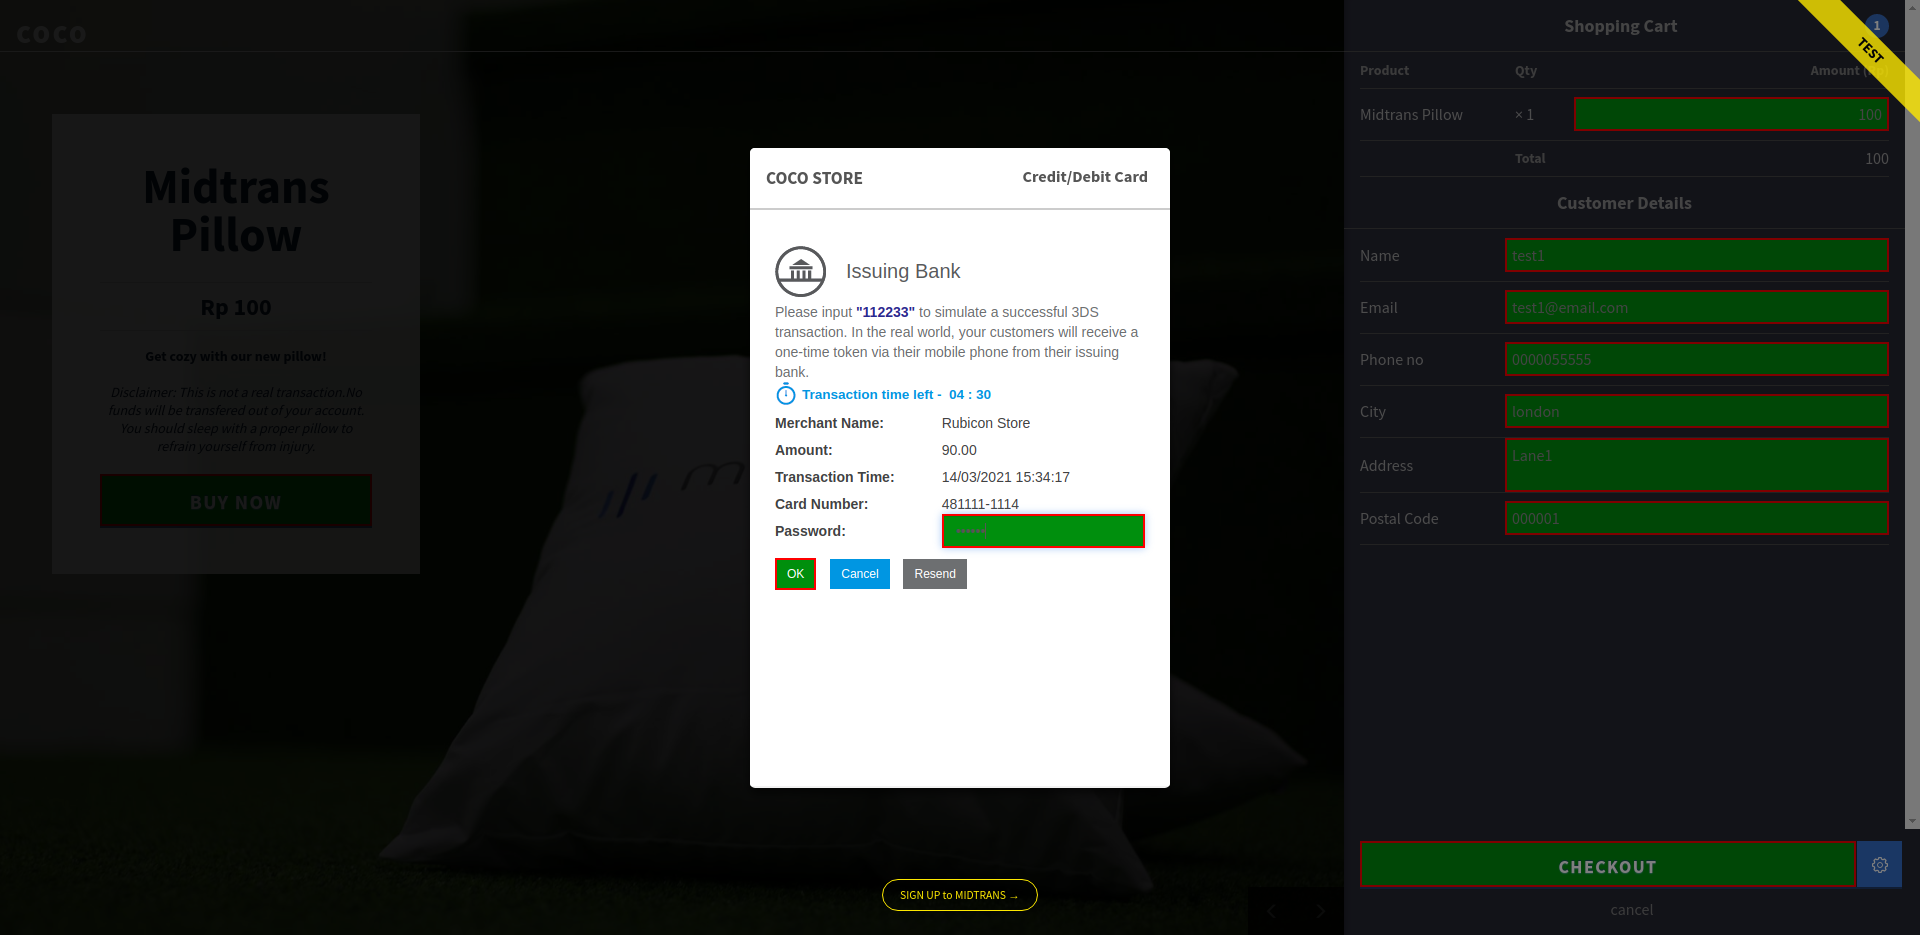 coco
Midtrans
Pillow
Rp 100
Get cozy with our new pillow!
Disclaimer: This is not a real transaction.No
funds will be transfered out of your account.
You should sleep with a proper pillow to
refrain yourself from injury.
BUY NOW
COCO STORE
Credit/Debit Card
Issuing Bank
Please input "112233" to simulate a successful 3DS
transaction. In the real world, your customers will receive a
one-time token via their mobile phone from their issuing
bank.
Transaction time left - 04 : 30
Merchant Name: Rubicon Store
Amount: 90.00
Transaction Time: 14/03/2021 15:34:17
Card Number: 481111-1114
Password:
OK Cancel Resend
SIGN UP to MIDTRANS →
Shopping Cart 1
TEST
Product Qty Amount
Midtrans Pillow × 1 100
Total 100
Customer Details
Name test1
Email test1@email.com
Phone no 0000055555
City london
Address Lane1
Postal Code 000001
CHECKOUT
cancel